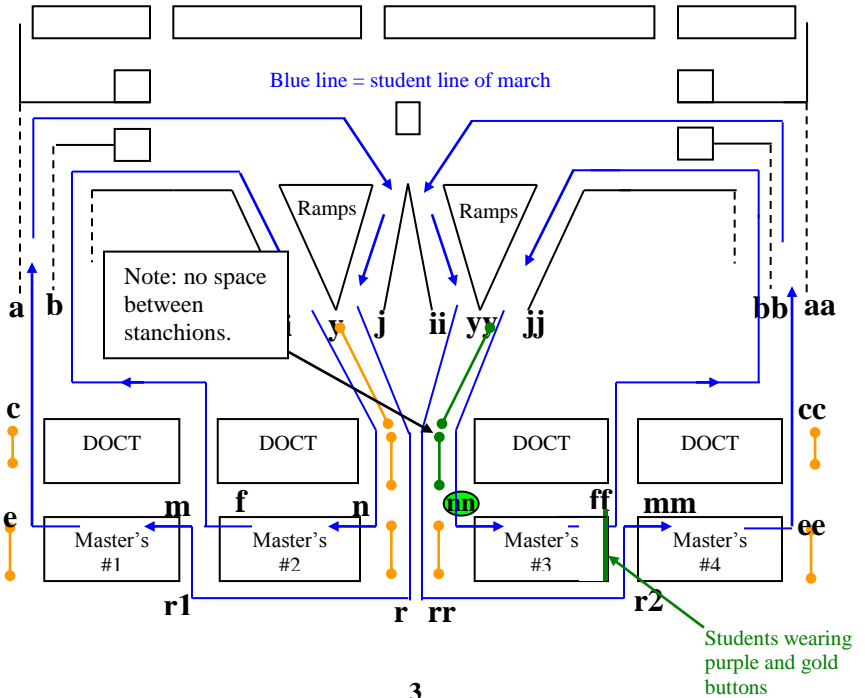 Blue line = student line of march
Ramps
Ramps
Note: no space
between
stanchions.
a
b
i
y
j
ii
yy
jj
bb
aa
c
cc
DOCT
DOCT
DOCT
DOCT
e
m
f
n
nn
ff
mm
ee
Master's
#1
Master's
#2
Master's
#3
Master's
#4
r1
r
rr
r2
Students wearing
purple and gold
buttons
3